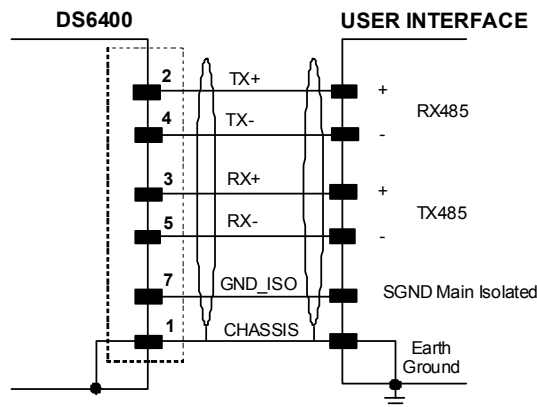 DS6400 USER INTERFACE
2 TX+ +
RX485
4 TX- -
3 RX+ +
TX485
5 RX- -
7 GND_ISO SGND Main Isolated
1 CHASSIS Earth
Ground